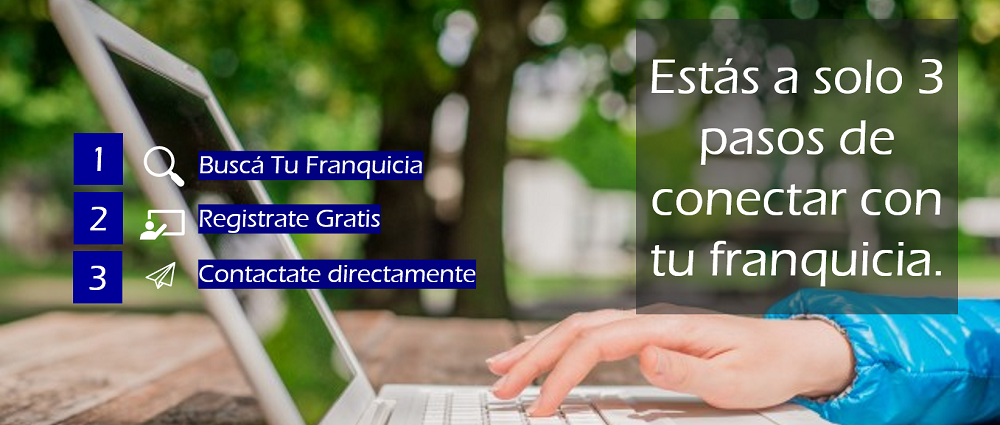 1
Buscá Tu Franquicia
2
Registrate Gratis
3
Contactate directamente
Estás a solo 3
pasos de
conectar con
tu franquicia.